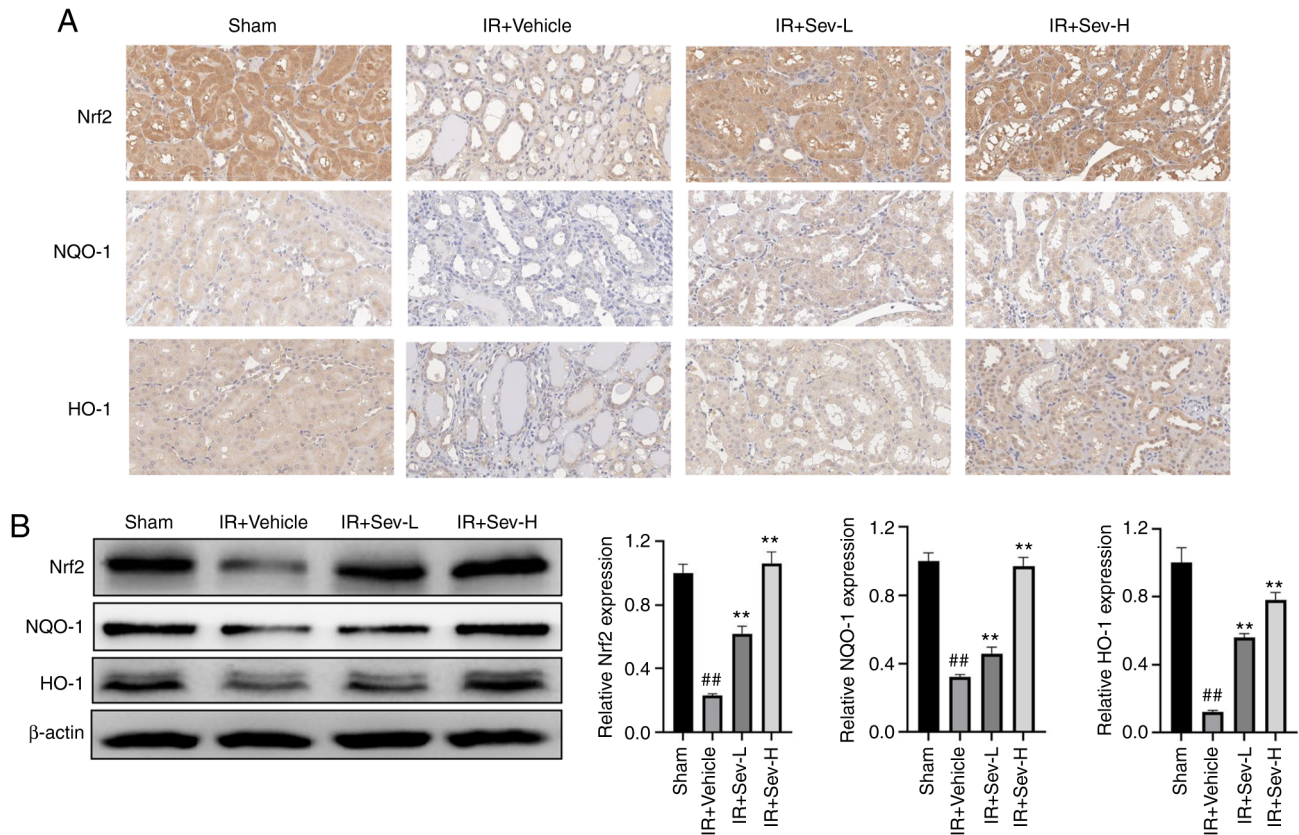 A
Sham IR+Vehicle IR+Sev-L IR+Sev-H
Nrf2
NQO-1
HO-1
B
Sham IR+Vehicle IR+Sev-L IR+Sev-H
Nrf2
NQO-1
HO-1
β-actin
Relative Nrf2 expression
1.2
0.8
0.4
0.0
##
**
**
Sham
IR+Vehicle
IR+Sev-L
IR+Sev-H
Relative NQO-1 expression
1.2
0.8
0.4
0.0
##
**
**
Sham
IR+Vehicle
IR+Sev-L
IR+Sev-H
Relative HO-1 expression
1.2
0.8
0.4
0.0
##
**
**
Sham
IR+Vehicle
IR+Sev-L
IR+Sev-H